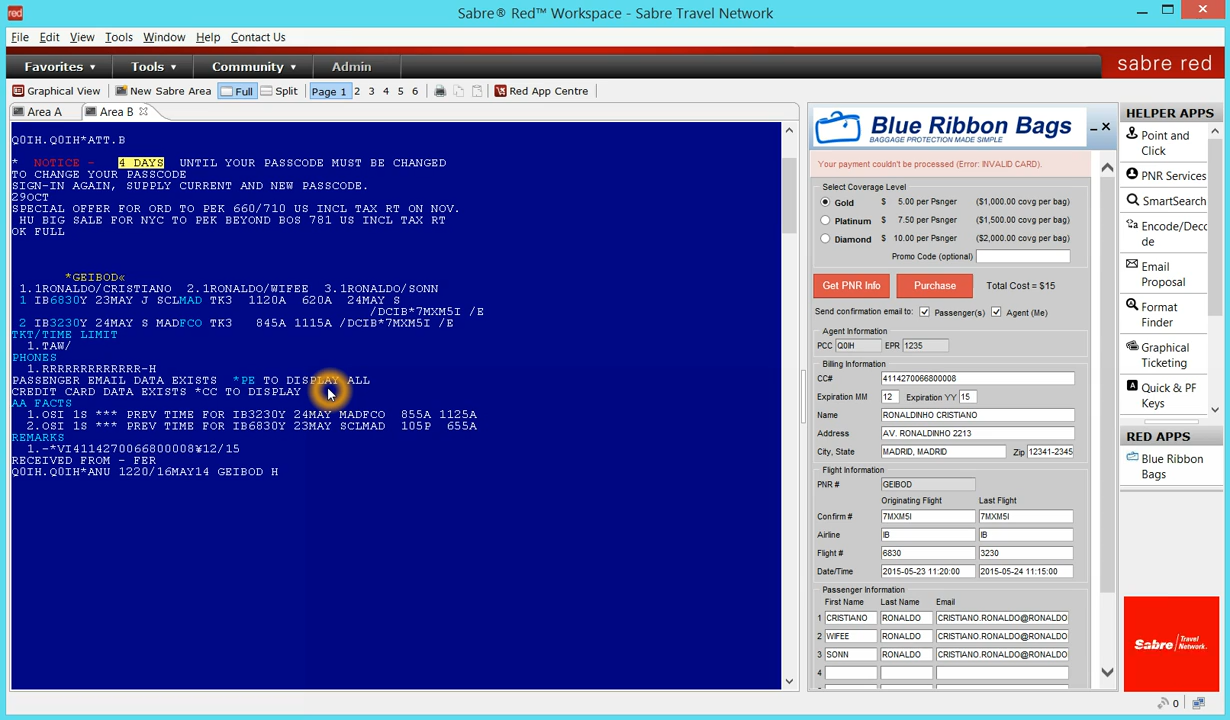 red
Sabre® Red™ Workspace - Sabre Travel Network
File Edit View Tools Window Help Contact Us
Favorites Tools Community Admin
sabre red
Graphical View New Sabre Area Full Split Page 1 2 3 4 5 6 Red App Centre
Area A Area B
Q0IH.Q0IH*ATT.B
* NOTICE - 4 DAYS UNTIL YOUR PASSCODE MUST BE CHANGED
TO CHANGE YOUR PASSCODE
SIGN-IN AGAIN, SUPPLY CURRENT AND NEW PASSCODE.
29OCT
SPECIAL OFFER FOR ORD TO PEK 660/710 US INCL TAX RT ON NOV.
HU BIG SALE FOR NYC TO PEK BEYOND BOS 781 US INCL TAX RT
OK FULL
*GEIBOD«
1.1RONALDO/CRISTIANO 2.1RONALDO/WIFEE 3.1RONALDO/SONN
1 IB6830Y 23MAY J SCLMAD TK3 1120A 620A 24MAY S
/DCIB*7MXM5I /E
2 IB3230Y 24MAY S MADFCO TK3 845A 1115A /DCIB*7MXM5I /E
TKT/TIME LIMIT
1.TAW/
PHONES
1.RRRRRRRRRRRRR-H
PASSENGER EMAIL DATA EXISTS *PE TO DISPLAY ALL
CREDIT CARD DATA EXISTS *CC TO DISPLAY
AA FACTS
1.OSI 1S *** PREV TIME FOR IB3230Y 24MAY MADFCO 855A 1125A
2.OSI 1S *** PREV TIME FOR IB6830Y 23MAY SCLMAD 105P 655A
REMARKS
1.-*VI4114270066800008¥12/15
RECEIVED FROM - FER
Q0IH.Q0IH*ANU 1220/16MAY14 GEIBOD H
Blue Ribbon Bags
BAGGAGE PROTECTION MADE SIMPLE
Your payment couldn't be processed (Error: INVALID CARD).
Select Coverage Level
Gold $ 5.00 per Psnger ($1,000.00 covg per bag)
Platinum $ 7.50 per Psnger ($1,500.00 covg per bag)
Diamond $ 10.00 per Psnger ($2,000.00 covg per bag)
Promo Code (optional)
Get PNR Info Purchase Total Cost = $15
Send confirmation email to: Passenger(s) Agent (Me)
Agent Information
PCC Q0IH EPR 1235
Billing Information
CC# 4114270066800008
Expiration MM 12 Expiration YY 15
Name RONALDINHO CRISTIANO
Address AV. RONALDINHO 2213
City, State MADRID, MADRID Zip 12341-2345
Flight Information
PNR # GEIBOD
Originating Flight Last Flight
Confirm # 7MXM5I 7MXM5I
Airline IB IB
Flight # 6830 3230
Date/Time 2015-05-23 11:20:00 2015-05-24 11:15:00
Passenger Information
First Name Last Name Email
1 CRISTIANO RONALDO CRISTIANO.RONALDO@RONALDO
2 WIFEE RONALDO CRISTIANO.RONALDO@RONALDO
3 SONN RONALDO CRISTIANO.RONALDO@RONALDO
4
HELPER APPS
Point and
Click
PNR Services
SmartSearch
Encode/Deco
de
Email
Proposal
Format
Finder
Graphical
Ticketing
Quick & PF
Keys
RED APPS
Blue Ribbon
Bags
Sabre Travel
Network.
0